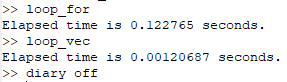 >> loop_for
Elapsed time is 0.122765 seconds.
>> loop_vec
Elapsed time is 0.00120687 seconds.
>> diary off